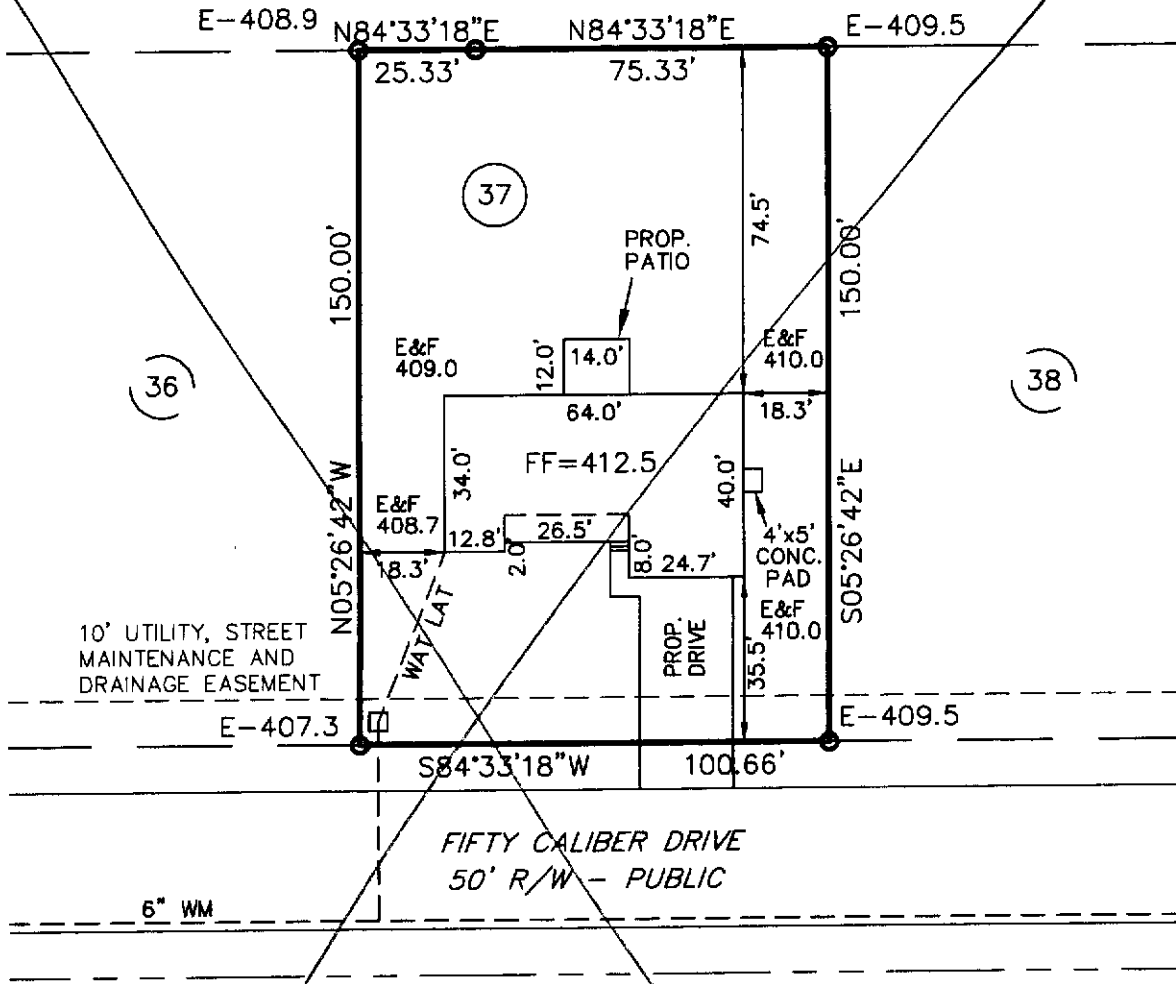 E-408.9
N84°33'18"E
N84°33'18"E
E-409.5
25.33'
75.33'
37
74.5'
150.00'
150.00'
PROP.
PATIO
E&F
409.0
12.0'
14.0'
E&F
410.0
36
38
64.0'
18.3'
FF=412.5
34.0'
40.0'
N05°26'42"W
S05°26'42"E
E&F
408.7
12.8'
26.5'
2.0'
8.0'
24.7'
4'x5'
CONC.
PAD
18.3'
WAT LAT
E&F
410.0
PROP.
DRIVE
35.5'
10' UTILITY, STREET
MAINTENANCE AND
DRAINAGE EASEMENT
E-407.3
E-409.5
S84°33'18"W
100.66'
FIFTY CALIBER DRIVE
50' R/W - PUBLIC
6" WM